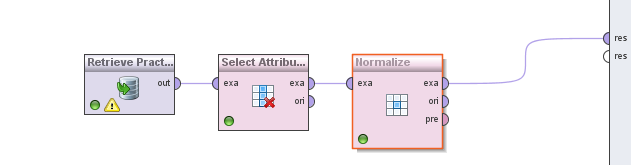 Retrieve Pract...
Select Attribu...
Normalize
out
exa
exa
ori
exa
exa
ori
pre
res
res